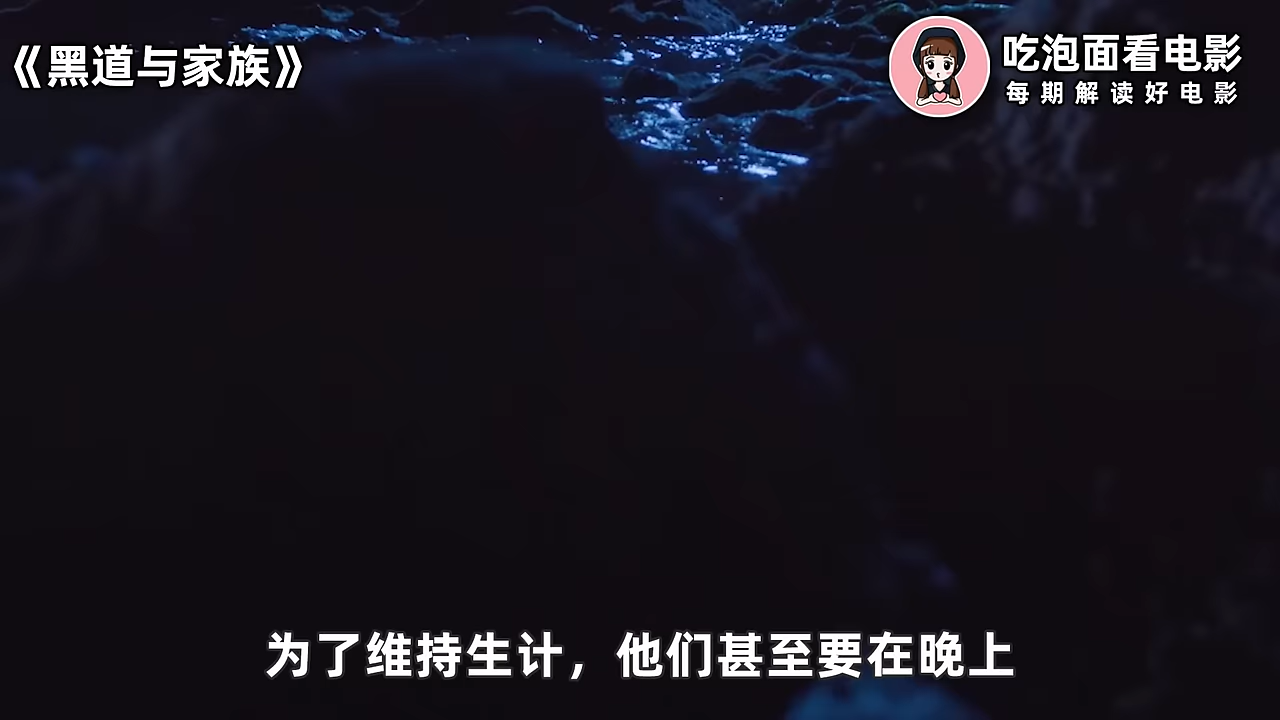 《黑道与家族》
吃泡面看电影
每期解读好电影
为了维持生计，他们甚至要在晚上